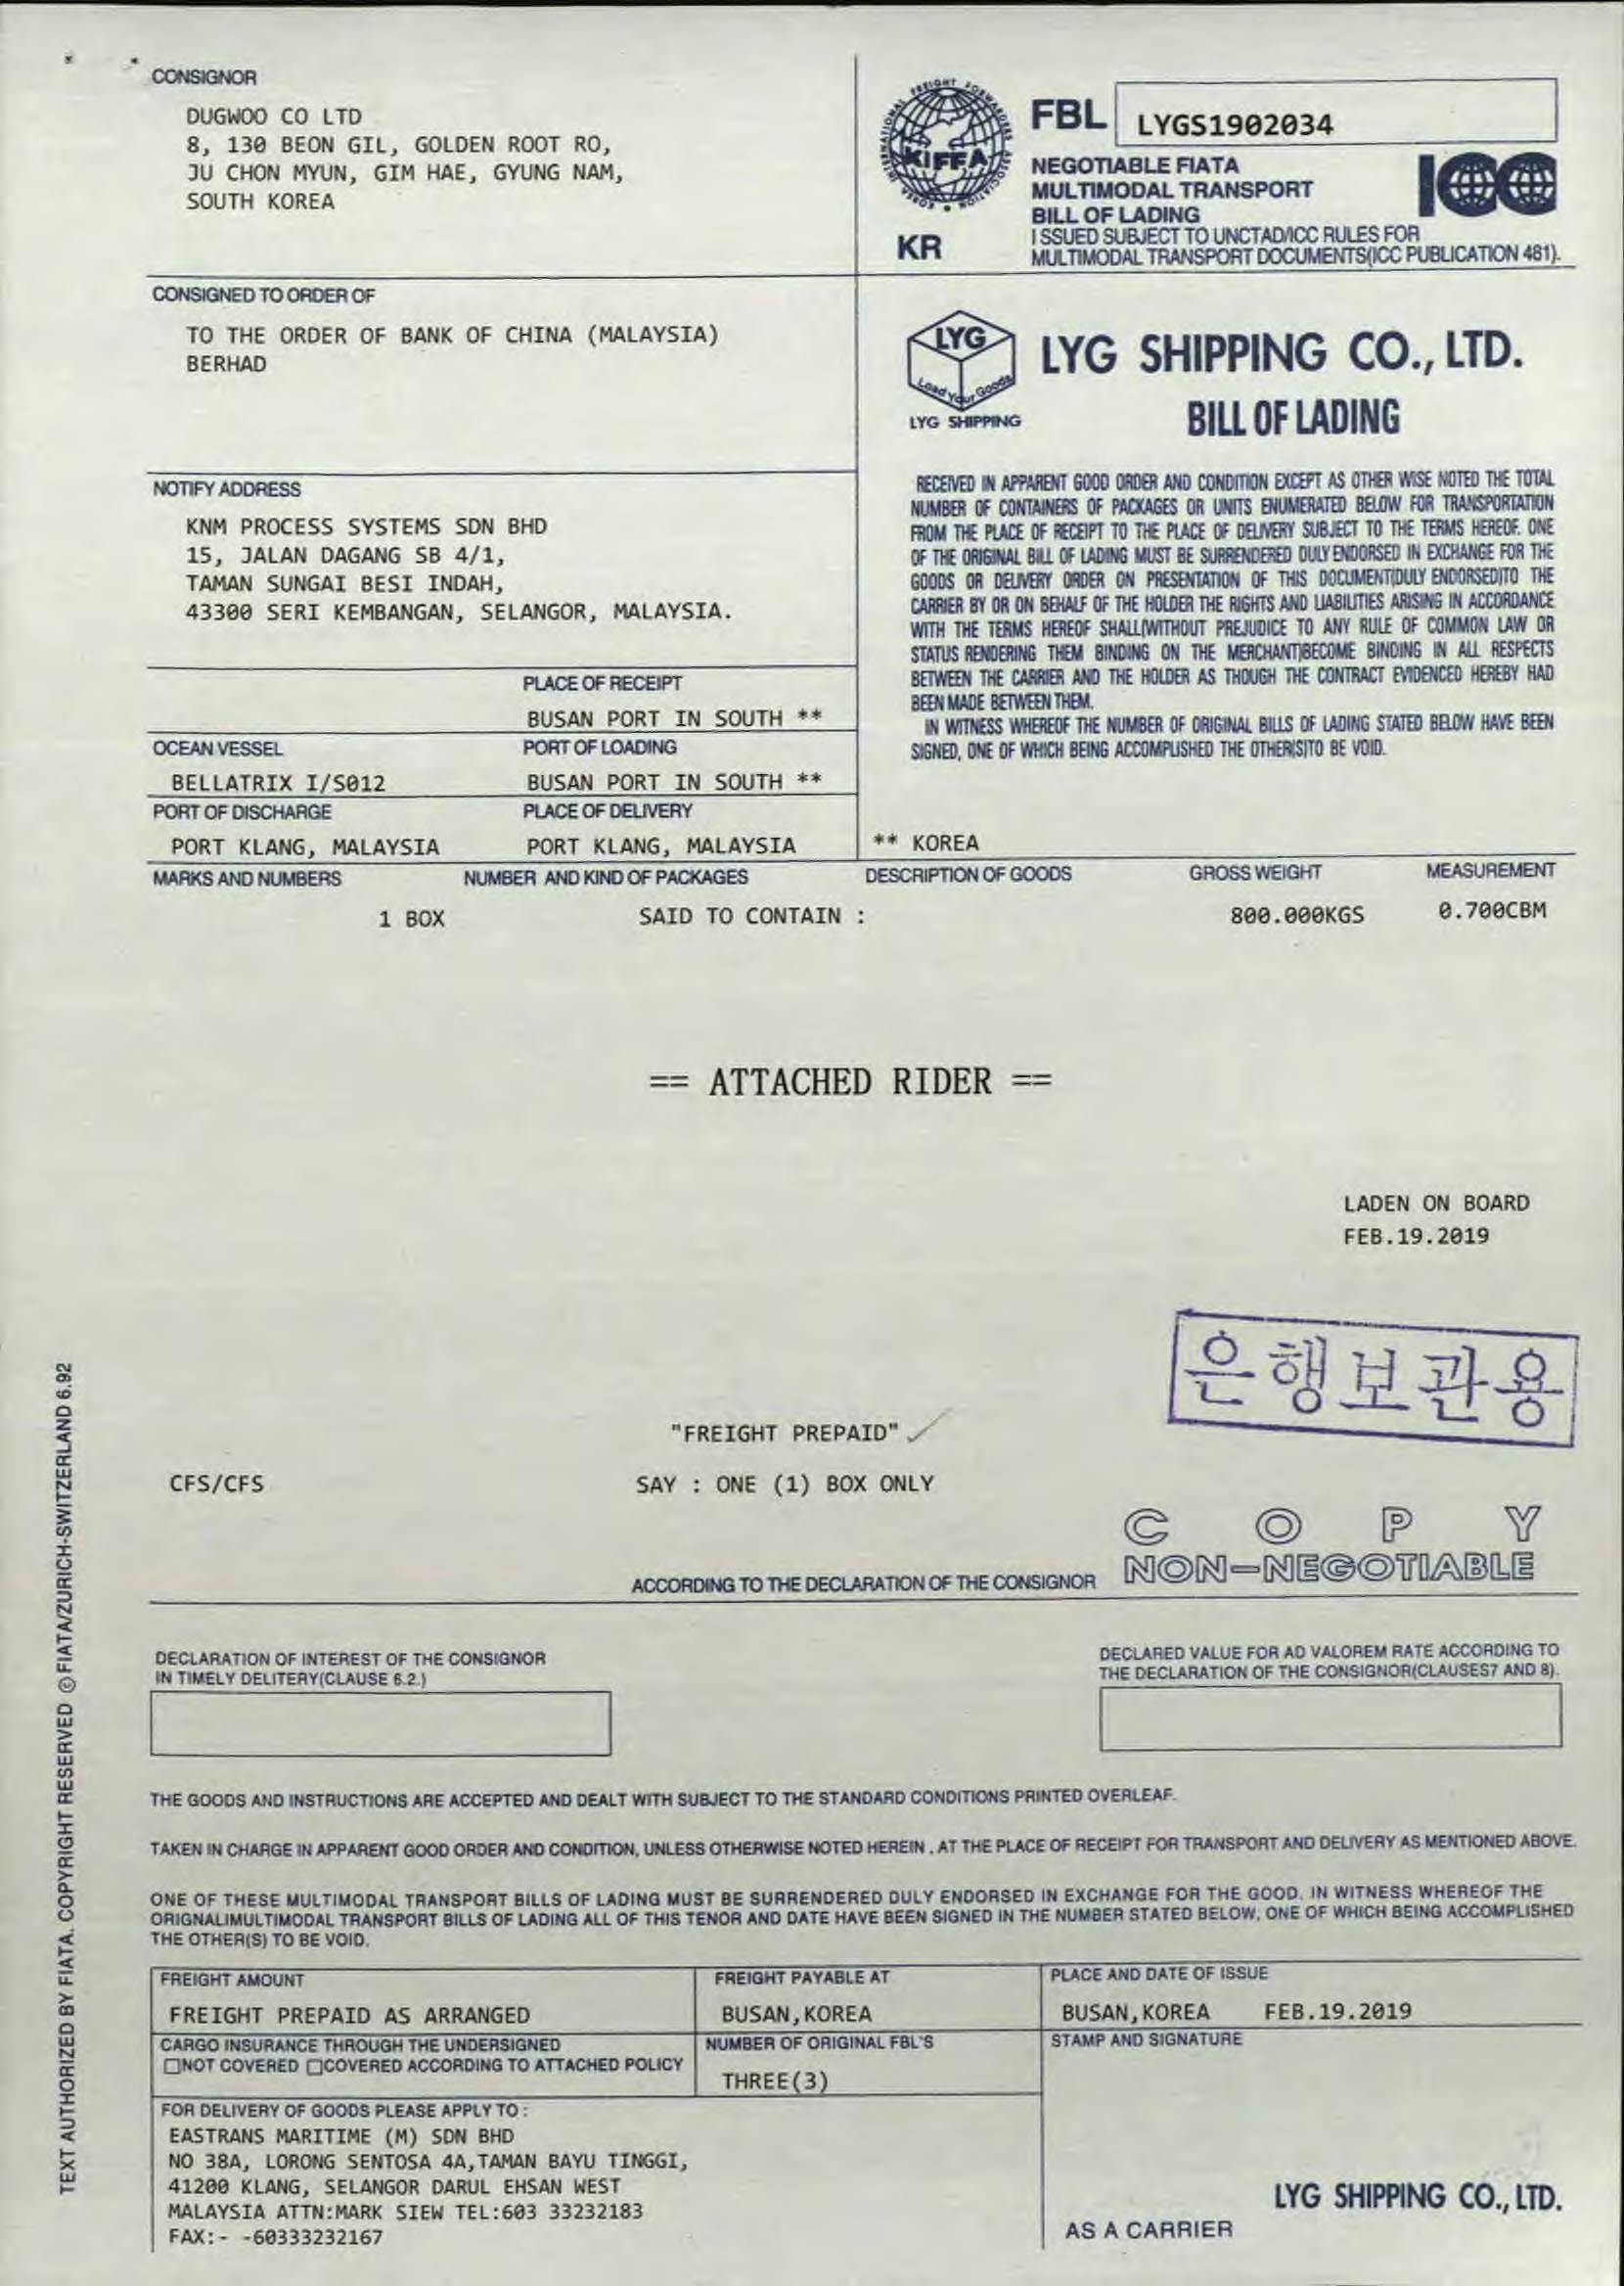 CONSIGNOR
DUGWOO CO LTD
8, 130 BEON GIL, GOLDEN ROOT RO,
JU CHON MYUN, GIM HAE, GYUNG NAM,
SOUTH KOREA
INTERNATIONAL FREIGHT FORWARDERS ASSOCIATION KOREA
KIFFA
KR
FBL LYGS1902034
NEGOTIABLE FIATA
MULTIMODAL TRANSPORT
BILL OF LADING
ICC
ISSUED SUBJECT TO UNCTAD/ICC RULES FOR
MULTIMODAL TRANSPORT DOCUMENTS(ICC PUBLICATION 481).
CONSIGNED TO ORDER OF
TO THE ORDER OF BANK OF CHINA (MALAYSIA)
BERHAD
LYG
Load Your Goods
LYG SHIPPING
LYG SHIPPING CO., LTD.
BILL OF LADING
NOTIFY ADDRESS
KNM PROCESS SYSTEMS SDN BHD
15, JALAN DAGANG SB 4/1,
TAMAN SUNGAI BESI INDAH,
43300 SERI KEMBANGAN, SELANGOR, MALAYSIA.
RECEIVED IN APPARENT GOOD ORDER AND CONDITION EXCEPT AS OTHER WISE NOTED THE TOTAL
NUMBER OF CONTAINERS OF PACKAGES OR UNITS ENUMERATED BELOW FOR TRANSPORTATION
FROM THE PLACE OF RECEIPT TO THE PLACE OF DELIVERY SUBJECT TO THE TERMS HEREOF. ONE
OF THE ORIGINAL BILL OF LADING MUST BE SURRENDERED DULY ENDORSED IN EXCHANGE FOR THE
GOODS OR DELIVERY ORDER ON PRESENTATION OF THIS DOCUMENT(DULY ENDORSED)TO THE
CARRIER BY OR ON BEHALF OF THE HOLDER THE RIGHTS AND LIABILITIES ARISING IN ACCORDANCE
WITH THE TERMS HEREOF SHALL(WITHOUT PREJUDICE TO ANY RULE OF COMMON LAW OR
STATUS RENDERING THEM BINDING ON THE MERCHANT)BECOME BINDING IN ALL RESPECTS
BETWEEN THE CARRIER AND THE HOLDER AS THOUGH THE CONTRACT EVIDENCED HEREBY HAD
BEEN MADE BETWEEN THEM.
IN WITNESS WHEREOF THE NUMBER OF ORIGINAL BILLS OF LADING STATED BELOW HAVE BEEN
SIGNED, ONE OF WHICH BEING ACCOMPLISHED THE OTHER(S)TO BE VOID.
PLACE OF RECEIPT
BUSAN PORT IN SOUTH **
OCEAN VESSEL PORT OF LOADING
BELLATRIX I/S012 BUSAN PORT IN SOUTH **
PORT OF DISCHARGE PLACE OF DELIVERY
PORT KLANG, MALAYSIA PORT KLANG, MALAYSIA ** KOREA
MARKS AND NUMBERS NUMBER AND KIND OF PACKAGES DESCRIPTION OF GOODS GROSS WEIGHT MEASUREMENT
1 BOX SAID TO CONTAIN : 800.000KGS 0.700CBM
== ATTACHED RIDER ==
LADEN ON BOARD
FEB.19.2019
은행보관용
"FREIGHT PREPAID"
CFS/CFS SAY : ONE (1) BOX ONLY
COPY
NON-NEGOTIABLE
ACCORDING TO THE DECLARATION OF THE CONSIGNOR
DECLARATION OF INTEREST OF THE CONSIGNOR
IN TIMELY DELITERY(CLAUSE 6.2.)
DECLARED VALUE FOR AD VALOREM RATE ACCORDING TO
THE DECLARATION OF THE CONSIGNOR(CLAUSES7 AND 8).
THE GOODS AND INSTRUCTIONS ARE ACCEPTED AND DEALT WITH SUBJECT TO THE STANDARD CONDITIONS PRINTED OVERLEAF.
TAKEN IN CHARGE IN APPARENT GOOD ORDER AND CONDITION, UNLESS OTHERWISE NOTED HEREIN , AT THE PLACE OF RECEIPT FOR TRANSPORT AND DELIVERY AS MENTIONED ABOVE.
ONE OF THESE MULTIMODAL TRANSPORT BILLS OF LADING MUST BE SURRENDERED DULY ENDORSED IN EXCHANGE FOR THE GOOD. IN WITNESS WHEREOF THE
ORIGNALIMULTIMODAL TRANSPORT BILLS OF LADING ALL OF THIS TENOR AND DATE HAVE BEEN SIGNED IN THE NUMBER STATED BELOW, ONE OF WHICH BEING ACCOMPLISHED
THE OTHER(S) TO BE VOID.
FREIGHT AMOUNT FREIGHT PAYABLE AT PLACE AND DATE OF ISSUE
FREIGHT PREPAID AS ARRANGED BUSAN,KOREA BUSAN,KOREA FEB.19.2019
CARGO INSURANCE THROUGH THE UNDERSIGNED NUMBER OF ORIGINAL FBL'S STAMP AND SIGNATURE
☐NOT COVERED ☐COVERED ACCORDING TO ATTACHED POLICY
THREE(3)
FOR DELIVERY OF GOODS PLEASE APPLY TO :
EASTRANS MARITIME (M) SDN BHD
NO 38A, LORONG SENTOSA 4A,TAMAN BAYU TINGGI,
41200 KLANG, SELANGOR DARUL EHSAN WEST
MALAYSIA ATTN:MARK SIEW TEL:603 33232183
FAX:- -60333232167
LYG SHIPPING CO., LTD.
AS A CARRIER
TEXT AUTHORIZED BY FIATA. COPYRIGHT RESERVED © FIATA/ZURICH-SWITZERLAND 6.92